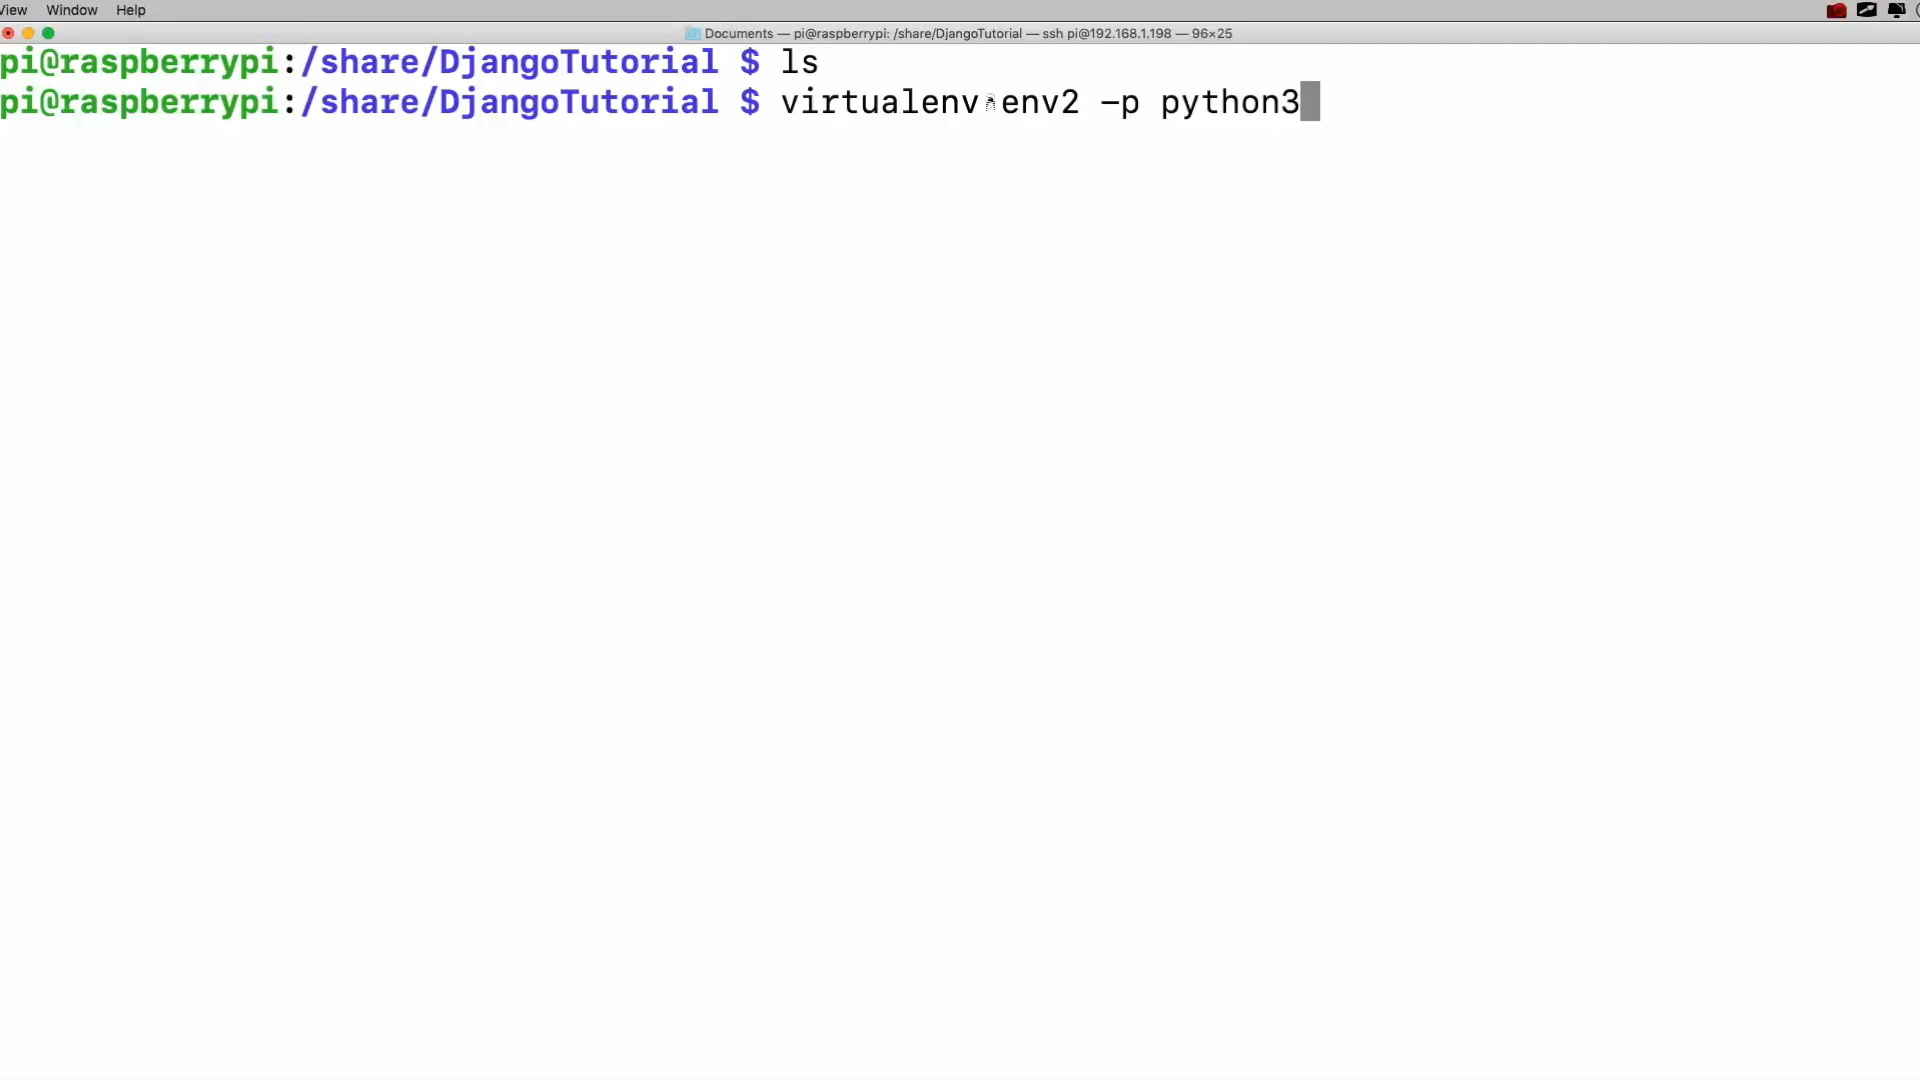 View Window Help
Documents — pi@raspberrypi: /share/DjangoTutorial — ssh pi@192.168.1.198 — 96×25
pi@raspberrypi:/share/DjangoTutorial $ ls
pi@raspberrypi:/share/DjangoTutorial $ virtualenv env2 -p python3